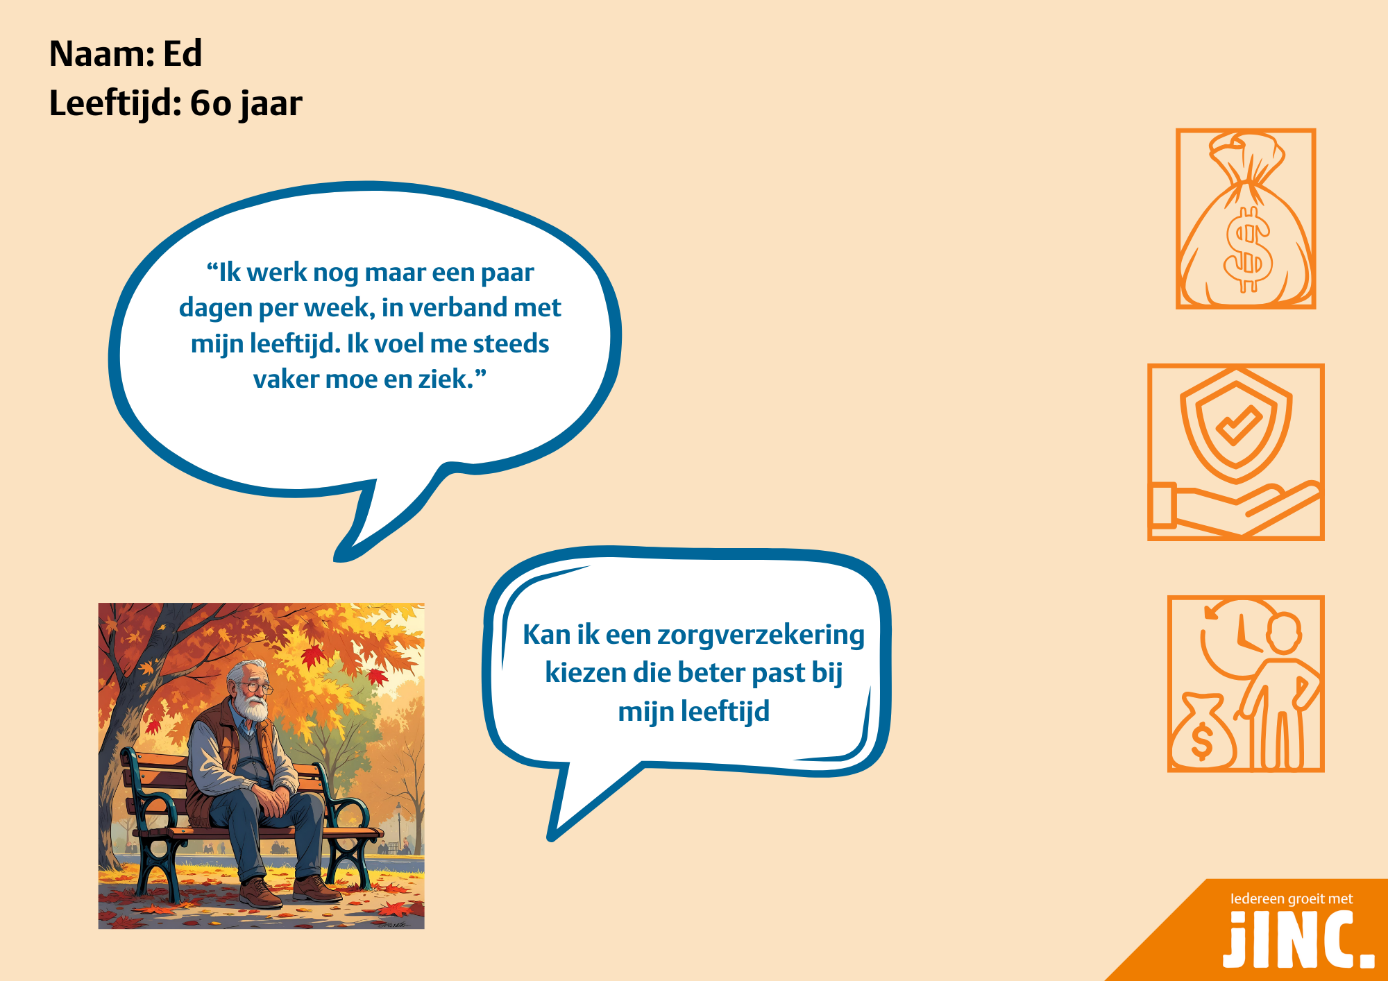 Naam: Ed
Leeftijd: 60 jaar
“Ik werk nog maar een paar
dagen per week, in verband met
mijn leeftijd. Ik voel me steeds
vaker moe en ziek.”
Kan ik een zorgverzekering
kiezen die beter past bij
mijn leeftijd
$
$
Iedereen groeit met
jINC.